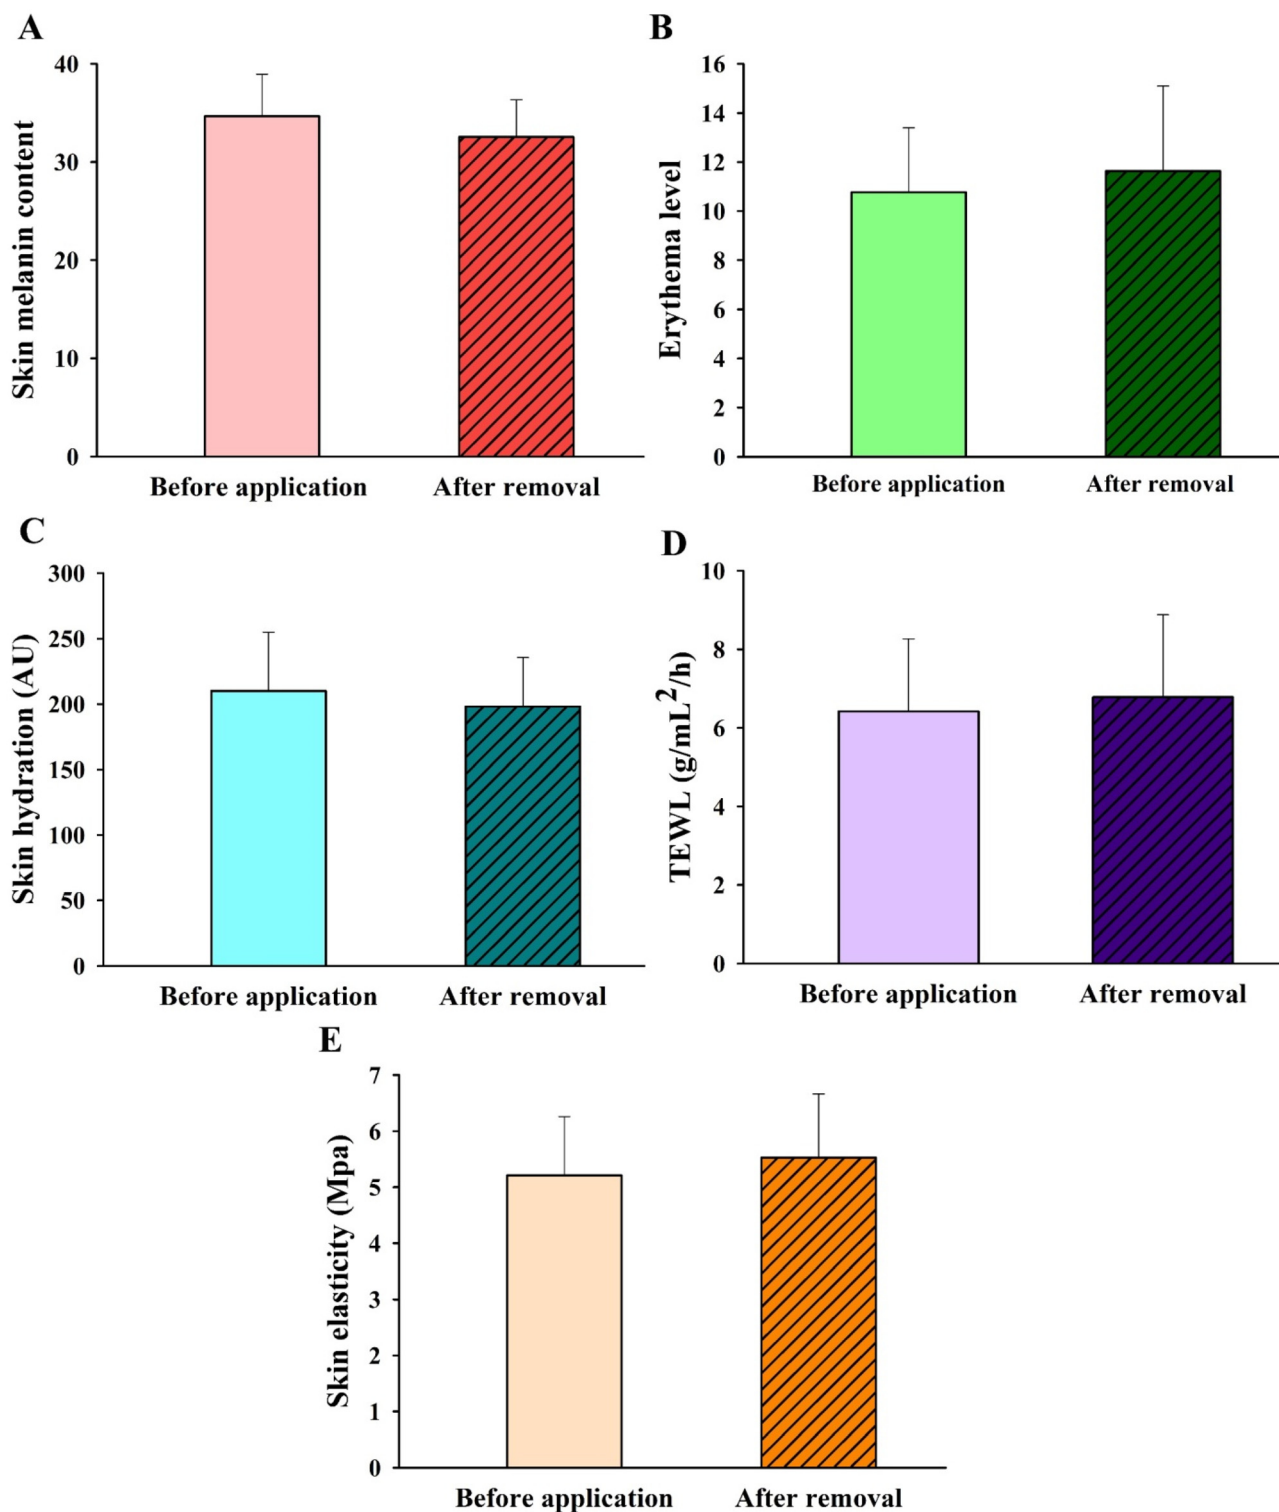 A
Skin melanin content
40
30
20
10
0
Before application
After removal
B
Erythema level
16
14
12
10
8
6
4
2
0
Before application
After removal
C
Skin hydration (AU)
300
250
200
150
100
50
0
Before application
After removal
D
TEWL (g/mL²/h)
10
8
6
4
2
0
Before application
After removal
E
Skin elasticity (Mpa)
7
6
5
4
3
2
1
0
Before application
After removal